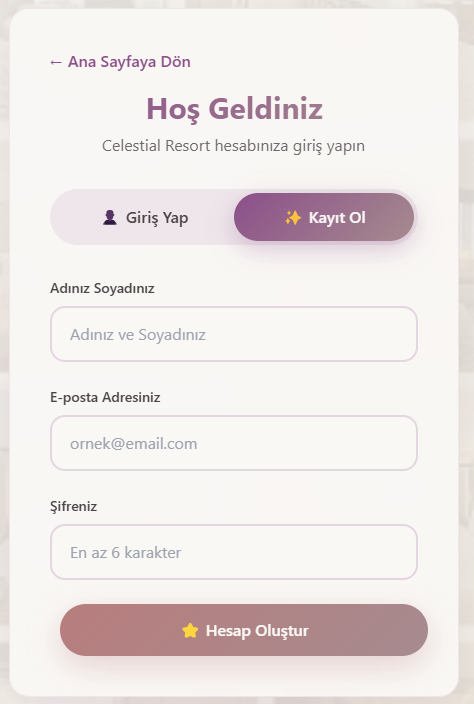 ← Ana Sayfaya Dön
Hoş Geldiniz
Celestial Resort hesabınıza giriş yapın
👤 Giriş Yap
✨ Kayıt Ol
Adınız Soyadınız
Adınız ve Soyadınız
E-posta Adresiniz
ornek@email.com
Şifreniz
En az 6 karakter
⭐ Hesap Oluştur